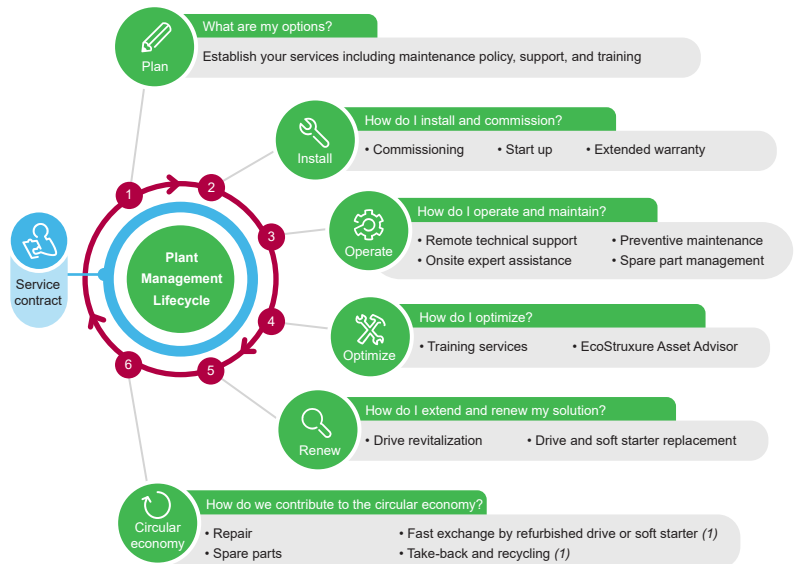 What are my options?
Plan
Establish your services including maintenance policy, support, and training
How do I install and commission?
Install
• Commissioning • Start up • Extended warranty
1
2
3
4
5
6
Service
contract
Plant
Management
Lifecycle
How do I operate and maintain?
Operate
• Remote technical support • Preventive maintenance
• Onsite expert assistance • Spare part management
How do I optimize?
Optimize
• Training services • EcoStruxure Asset Advisor
How do I extend and renew my solution?
Renew
• Drive revitalization • Drive and soft starter replacement
How do we contribute to the circular economy?
Circular
economy
• Repair • Fast exchange by refurbished drive or soft starter (1)
• Spare parts • Take-back and recycling (1)